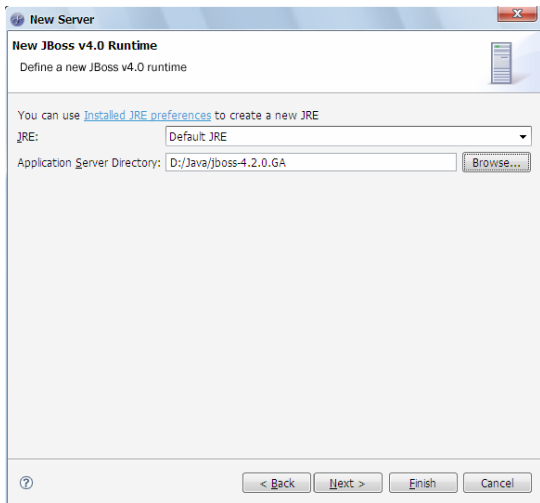 New Server
New JBoss v4.0 Runtime
Define a new JBoss v4.0 runtime
You can use Installed JRE preferences to create a new JRE
JRE: Default JRE
Application Server Directory: D:/Java/jboss-4.2.0.GA Browse...
< Back Next > Finish Cancel